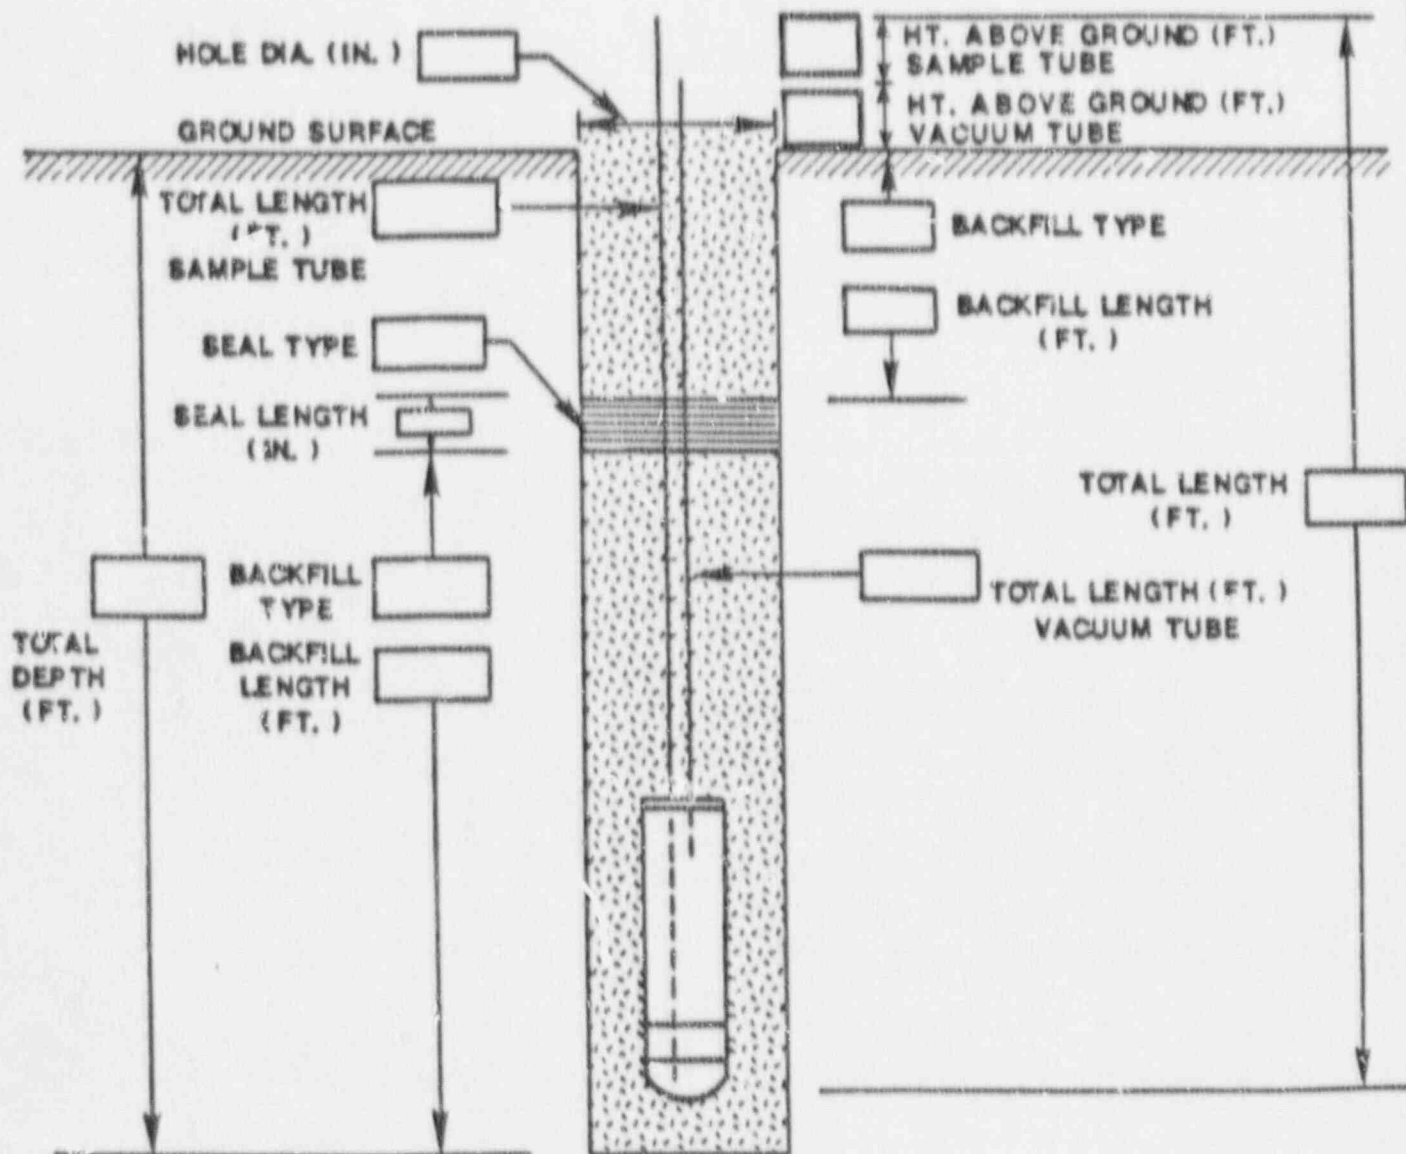 HOLE DIA. (IN. )
HT. ABOVE GROUND (FT.)
SAMPLE TUBE
HT. ABOVE GROUND (FT.)
VACUUM TUBE
GROUND SURFACE
TOTAL LENGTH
(FT. )
SAMPLE TUBE
BACKFILL TYPE
BACKFILL LENGTH
(FT. )
SEAL TYPE
SEAL LENGTH
(IN. )
TOTAL LENGTH
(FT. )
BACKFILL
TYPE
TOTAL LENGTH (FT. )
VACUUM TUBE
TOTAL
DEPTH
(FT. )
BACKFILL
LENGTH
(FT. )